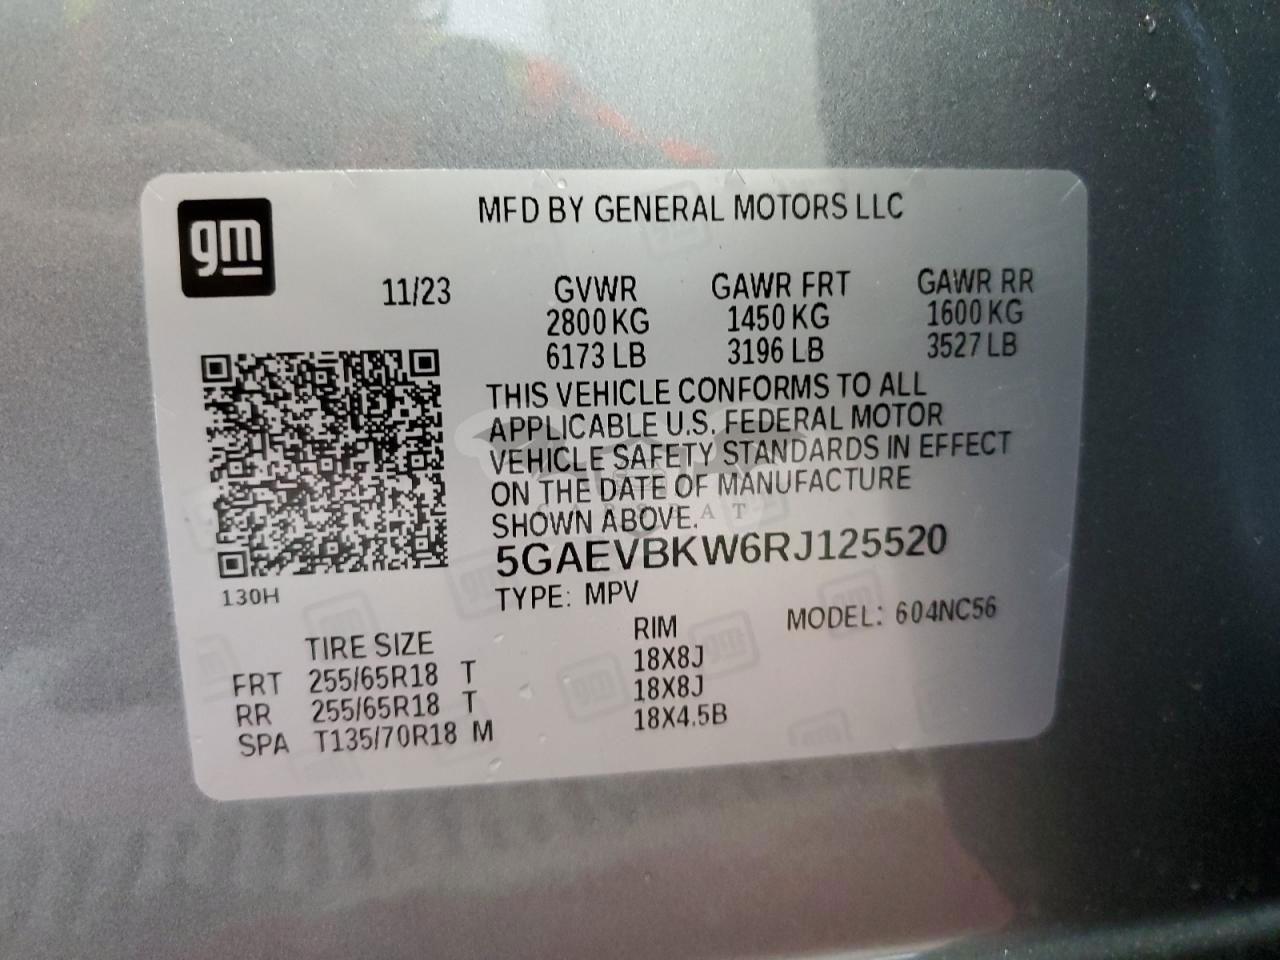 gm
MFD BY GENERAL MOTORS LLC
11/23 GVWR GAWR FRT GAWR RR
2800 KG 1450 KG 1600 KG
6173 LB 3196 LB 3527 LB
THIS VEHICLE CONFORMS TO ALL
APPLICABLE U.S. FEDERAL MOTOR
VEHICLE SAFETY STANDARDS IN EFFECT
ON THE DATE OF MANUFACTURE
SHOWN ABOVE.
5GAEVBKW6RJ125520
130H
TYPE: MPV
MODEL: 604NC56
TIRE SIZE RIM
FRT 255/65R18 T 18X8J
RR 255/65R18 T 18X8J
SPA T135/70R18 M 18X4.5B